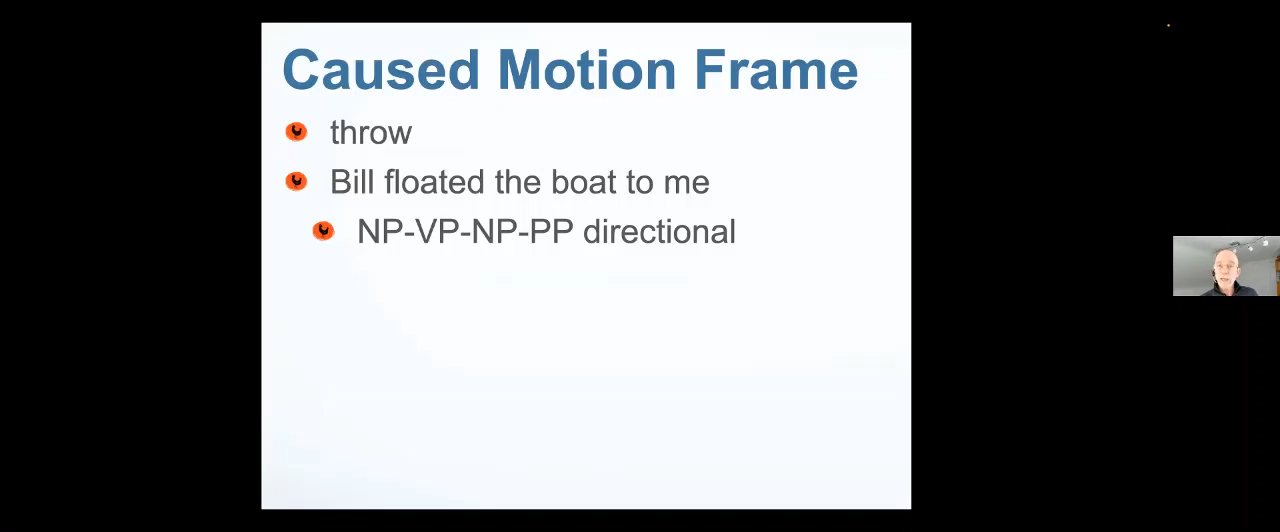 Caused Motion Frame
throw
Bill floated the boat to me
NP-VP-NP-PP directional